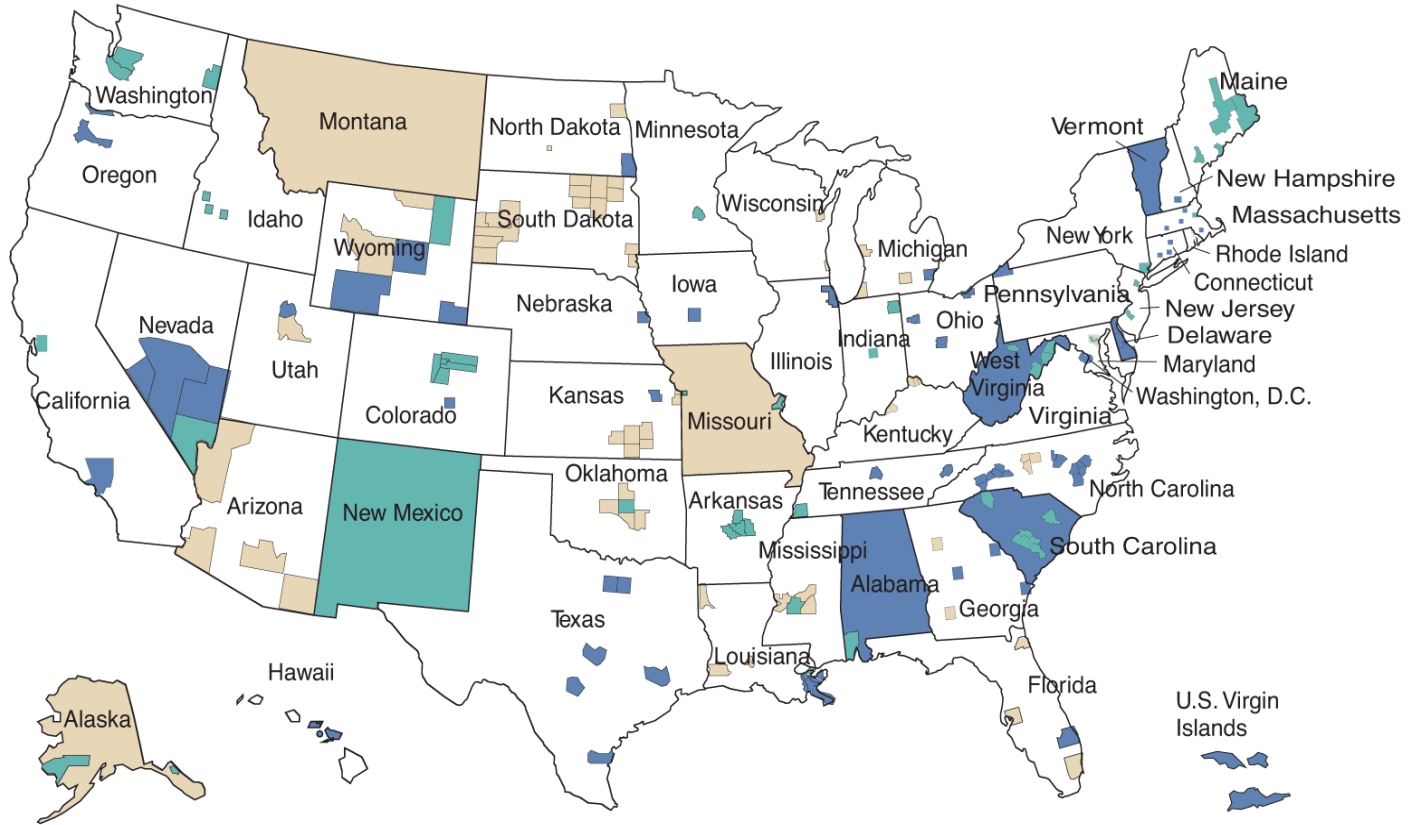 Washington
Montana
North Dakota
Minnesota
Maine
Vermont
Oregon
Idaho
Wyoming
South Dakota
Wisconsin
Michigan
New York
New Hampshire
Massachusetts
Rhode Island
Connecticut
New Jersey
Delaware
Maryland
Washington, D.C.
Nevada
Utah
Colorado
Nebraska
Iowa
Illinois
Indiana
Ohio
Pennsylvania
West
Virginia
Virginia
California
Kansas
Missouri
Kentucky
Arizona
New Mexico
Oklahoma
Arkansas
Tennessee
North Carolina
South Carolina
Mississippi
Alabama
Georgia
Texas
Louisiana
Florida
Hawaii
Alaska
U.S. Virgin
Islands